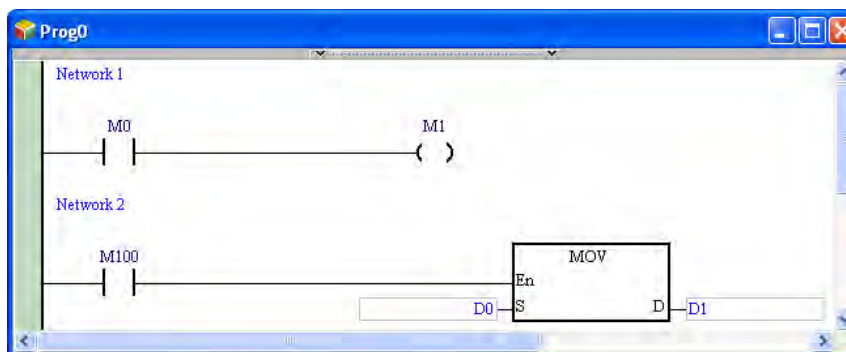 Prog0
Network 1
M0 M1
Network 2
M100 MOV
En
D0 S D D1